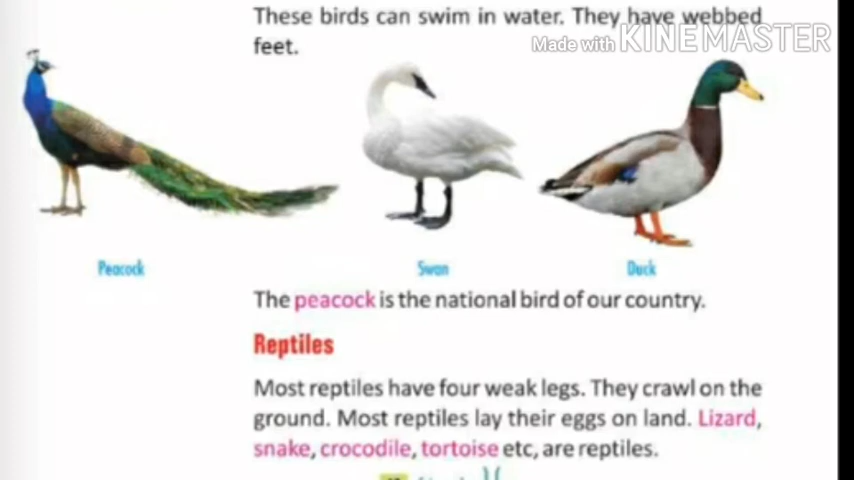 These birds can swim in water. They have webbed
feet.
Made with KINEMASTER
Peacock
Swan
Duck
The peacock is the national bird of our country.
Reptiles
Most reptiles have four weak legs. They crawl on the
ground. Most reptiles lay their eggs on land. Lizard,
snake, crocodile, tortoise etc, are reptiles.